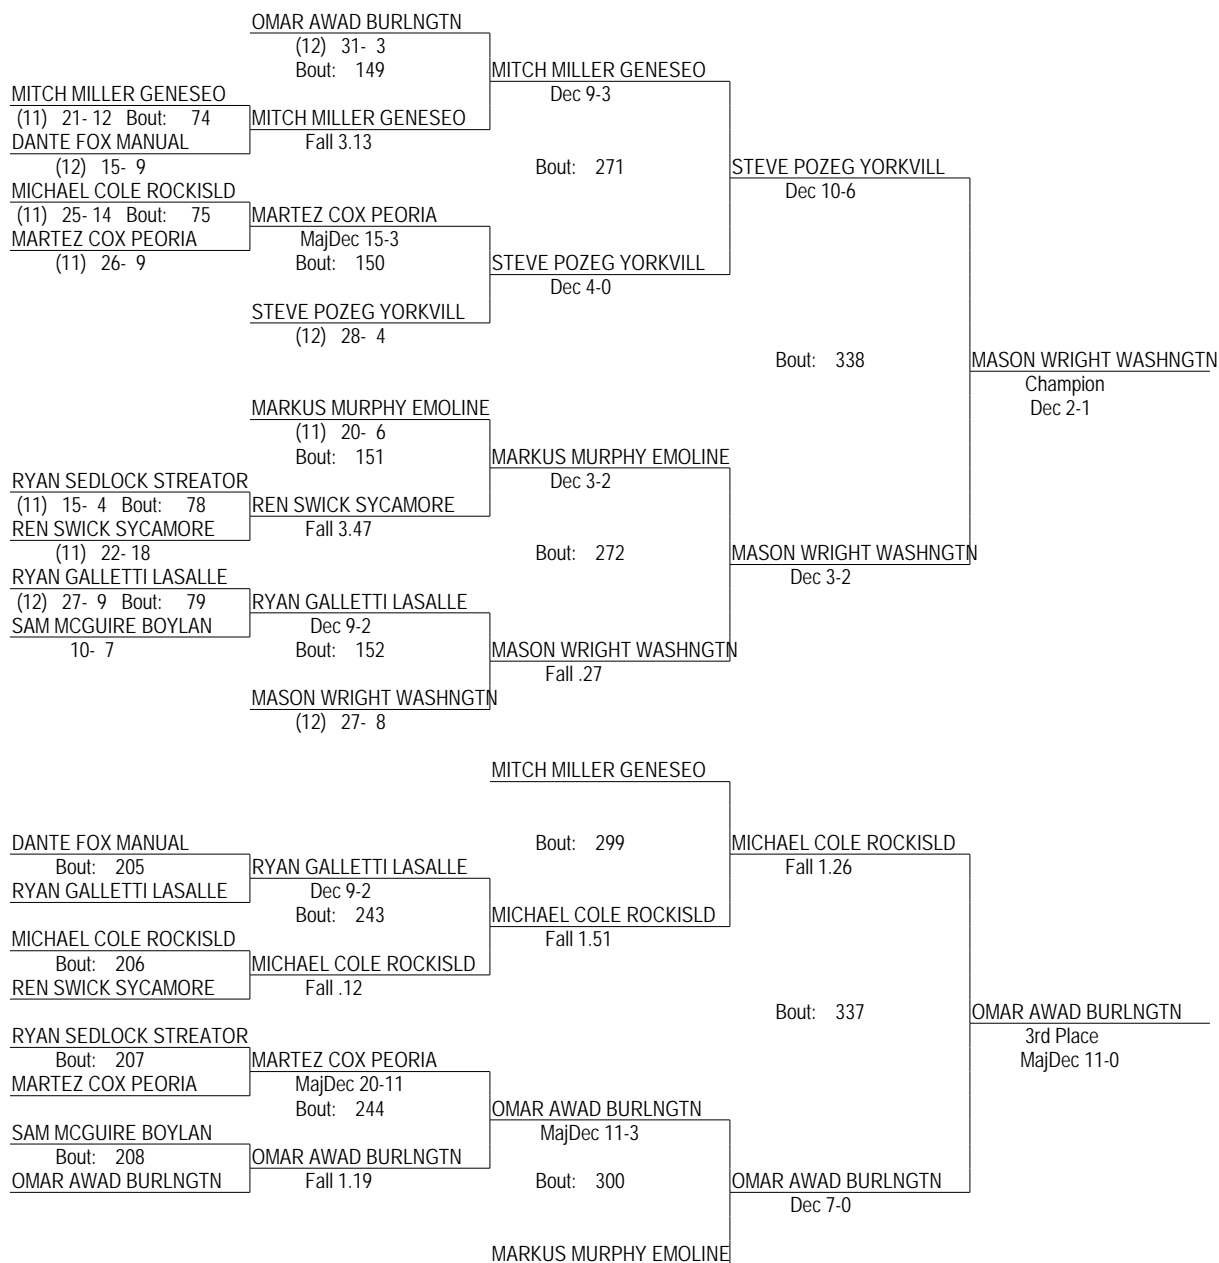 OMAR AWAD BURLNGTN
(12) 31- 3
Bout: 149
MITCH MILLER GENESEO
Dec 9-3
MITCH MILLER GENESEO
(11) 21- 12 Bout: 74
MITCH MILLER GENESEO
DANTE FOX MANUAL
Fall 3.13
(12) 15- 9
Bout: 271
STEVE POZEG YORKVILL
MICHAEL COLE ROCKISLD
Dec 10-6
(11) 25- 14 Bout: 75
MARTEZ COX PEORIA
MARTEZ COX PEORIA
MajDec 15-3
(11) 26- 9
Bout: 150
STEVE POZEG YORKVILL
Dec 4-0
STEVE POZEG YORKVILL
(12) 28- 4
Bout: 338
MASON WRIGHT WASHNGTN
Champion
Dec 2-1
MARKUS MURPHY EMOLINE
(11) 20- 6
Bout: 151
MARKUS MURPHY EMOLINE
Dec 3-2
RYAN SEDLOCK STREATOR
(11) 15- 4 Bout: 78
REN SWICK SYCAMORE
REN SWICK SYCAMORE
Fall 3.47
(11) 22- 18
Bout: 272
MASON WRIGHT WASHNGTN
Dec 3-2
RYAN GALLETTI LASALLE
(12) 27- 9 Bout: 79
RYAN GALLETTI LASALLE
SAM MCGUIRE BOYLAN
Dec 9-2
10- 7
Bout: 152
MASON WRIGHT WASHNGTN
Fall .27
MASON WRIGHT WASHNGTN
(12) 27- 8
MITCH MILLER GENESEO
DANTE FOX MANUAL
Bout: 299
MICHAEL COLE ROCKISLD
Bout: 205
RYAN GALLETTI LASALLE
Fall 1.26
RYAN GALLETTI LASALLE
Dec 9-2
Bout: 243
MICHAEL COLE ROCKISLD
MICHAEL COLE ROCKISLD
Fall 1.51
Bout: 206
MICHAEL COLE ROCKISLD
REN SWICK SYCAMORE
Fall .12
Bout: 337
OMAR AWAD BURLNGTN
3rd Place
MajDec 11-0
RYAN SEDLOCK STREATOR
Bout: 207
MARTEZ COX PEORIA
MARTEZ COX PEORIA
MajDec 20-11
Bout: 244
OMAR AWAD BURLNGTN
MajDec 11-3
SAM MCGUIRE BOYLAN
Bout: 208
OMAR AWAD BURLNGTN
OMAR AWAD BURLNGTN
Fall 1.19
Bout: 300
OMAR AWAD BURLNGTN
Dec 7-0
MARKUS MURPHY EMOLINE